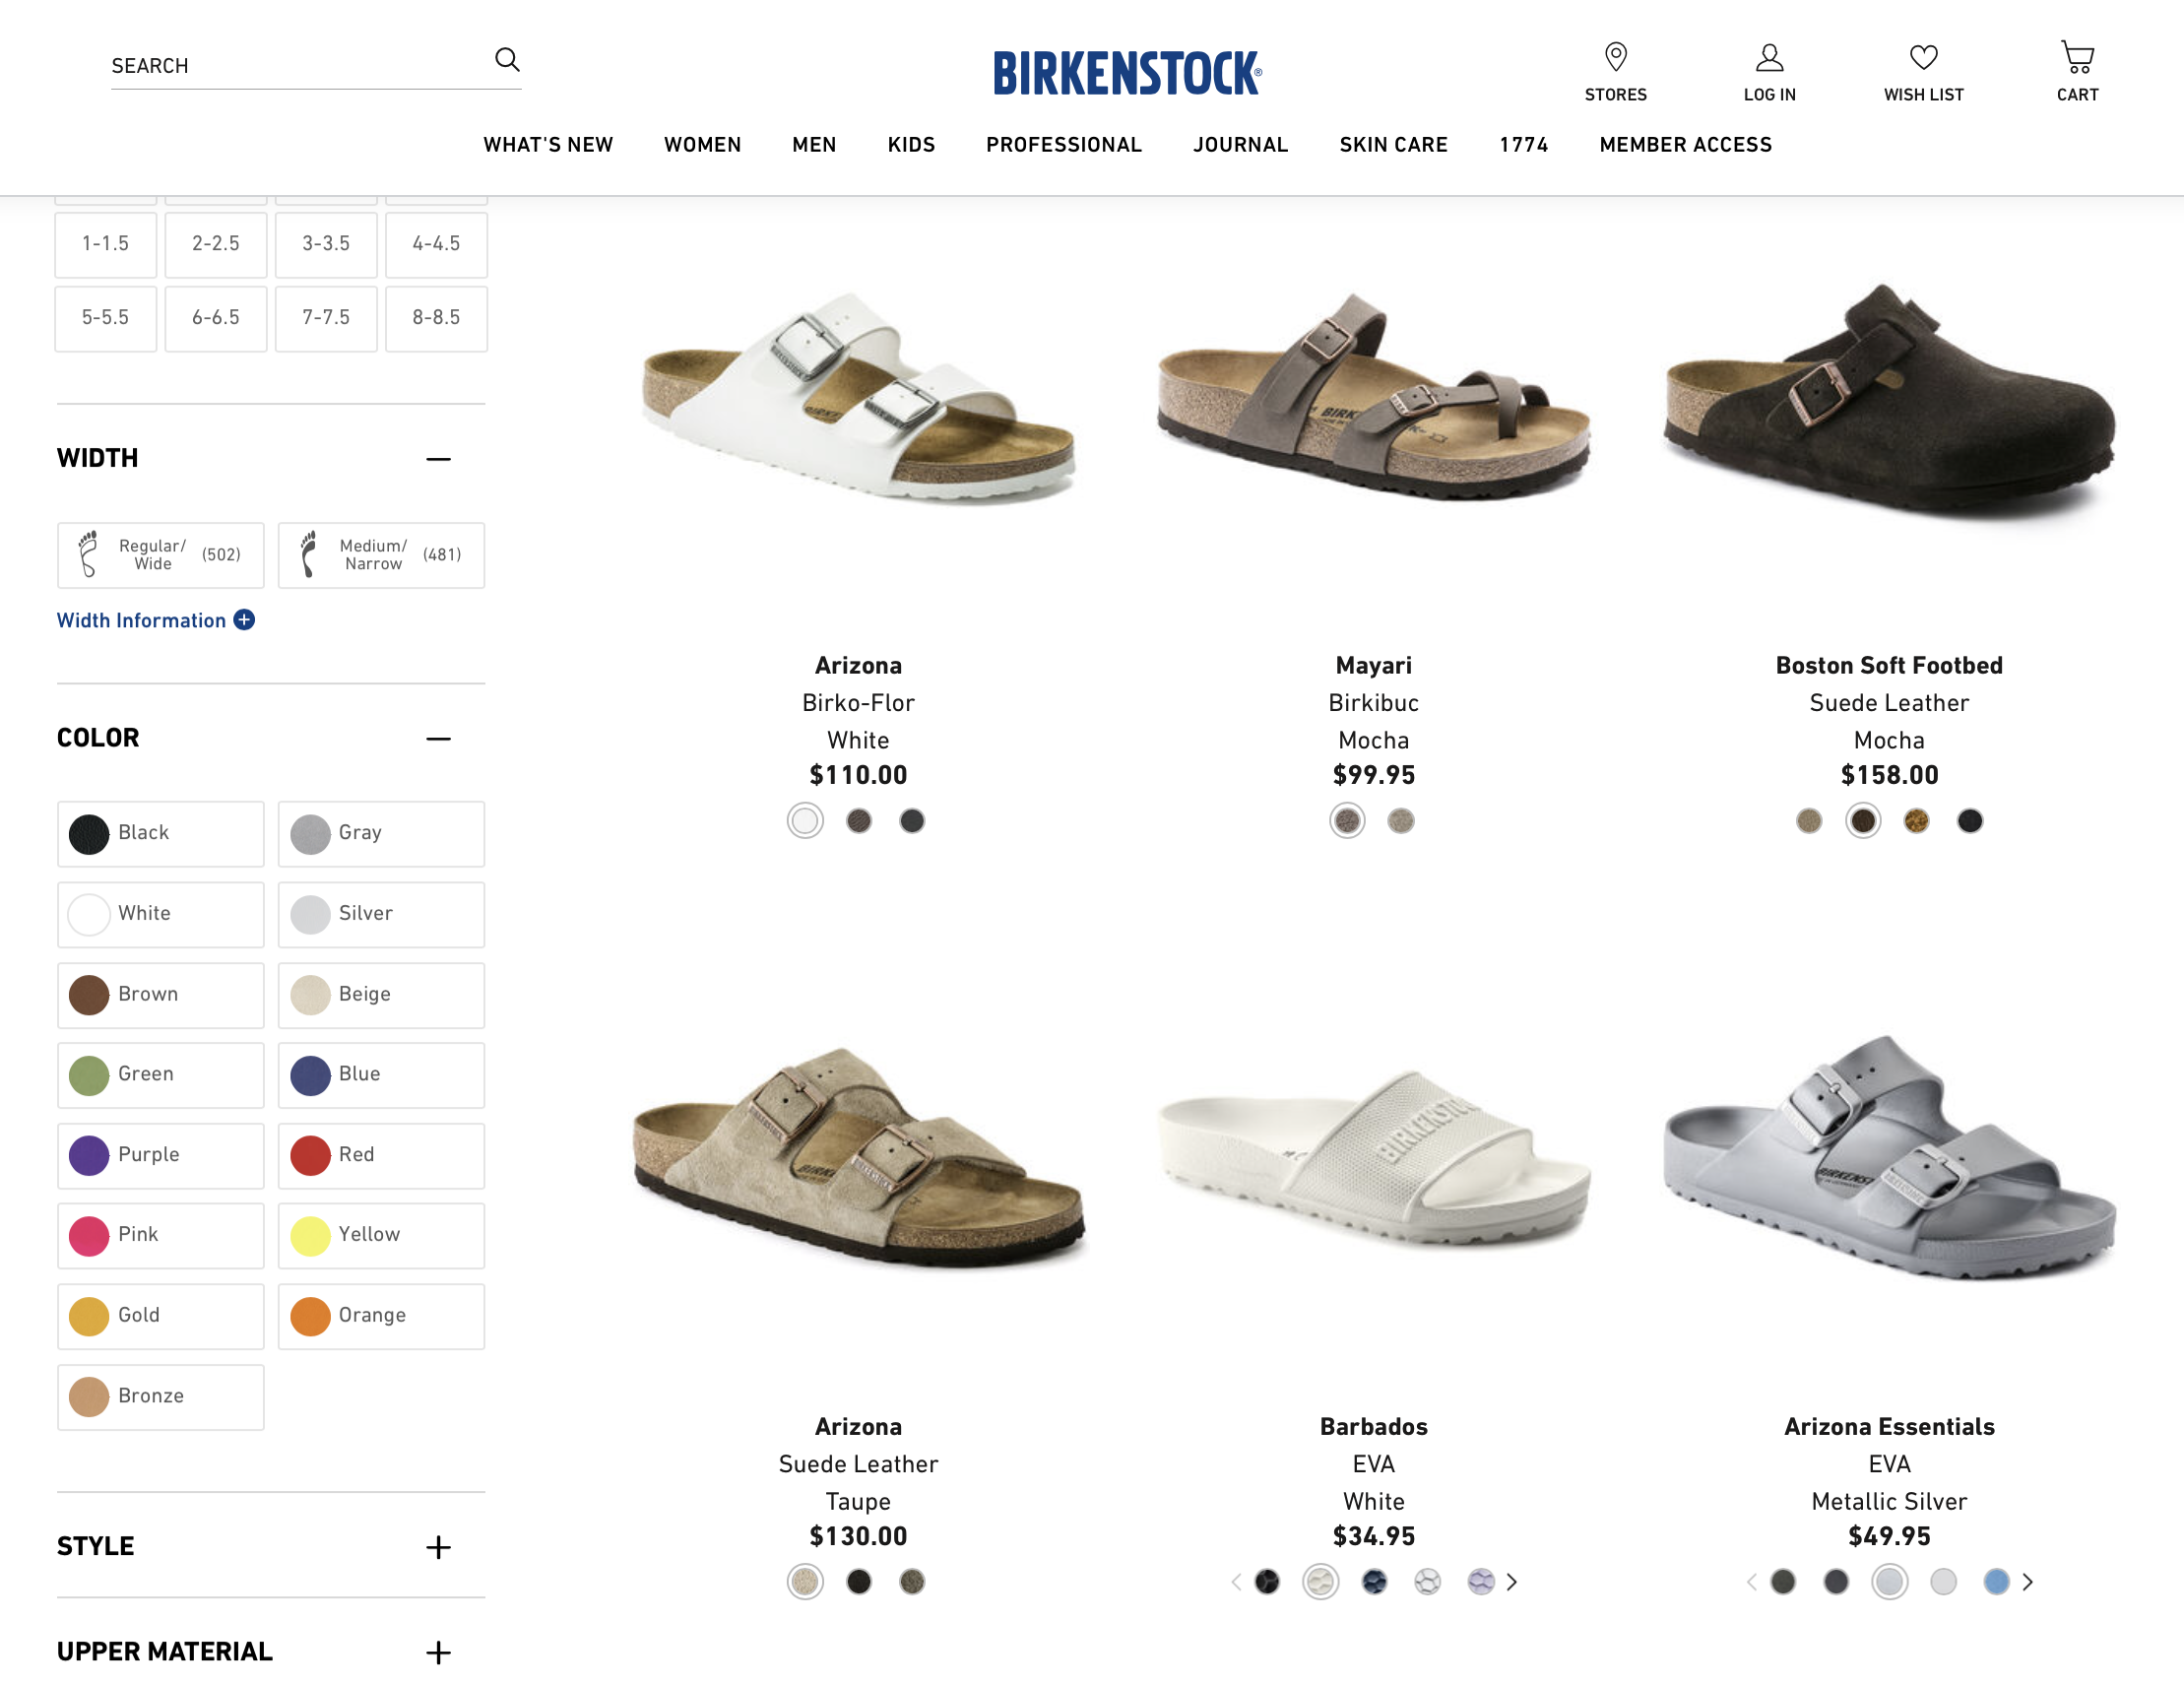 SEARCH
BIRKENSTOCK®
STORES
LOG IN
WISH LIST
CART
WHAT'S NEW
WOMEN
MEN
KIDS
PROFESSIONAL
JOURNAL
SKIN CARE
1774
MEMBER ACCESS
1-1.5
2-2.5
3-3.5
4-4.5
5-5.5
6-6.5
7-7.5
8-8.5
WIDTH
Regular/
Wide
(502)
Medium/
Narrow
(481)
Width Information
COLOR
Black
Gray
White
Silver
Brown
Beige
Green
Blue
Purple
Red
Pink
Yellow
Gold
Orange
Bronze
STYLE
UPPER MATERIAL
Arizona
Birko-Flor
White
$110.00
Mayari
Birkibuc
Mocha
$99.95
Boston Soft Footbed
Suede Leather
Mocha
$158.00
Arizona
Suede Leather
Taupe
$130.00
Barbados
EVA
White
$34.95
Arizona Essentials
EVA
Metallic Silver
$49.95